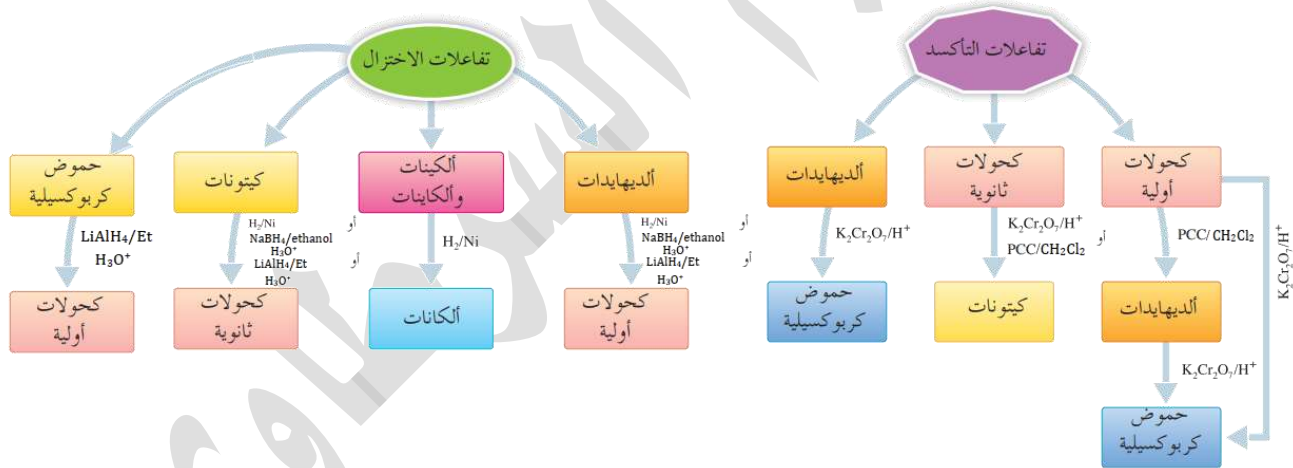 تفاعلات التأكسد
كحولات
أولية
كحولات
ثانوية
ألديهايدات
PCC/CH₂Cl₂
K₂Cr₂O₇/H⁺
K₂Cr₂O₇/H⁺
أو
PCC/CH₂Cl₂
K₂Cr₂O₇/H⁺
ألديهايدات
كيتونات
حموض
كربوكسيلية
K₂Cr₂O₇/H⁺
حموض
كربوكسيلية
تفاعلات الاختزال
ألديهايدات
ألكينات
وألكاينات
كيتونات
حموض
كربوكسيلية
H₂/Ni أو
NaBH₄/ethanol
H₃O⁺
LiAlH₄/Et أو
H₃O⁺
H₂/Ni
H₂/Ni أو
NaBH₄/ethanol
H₃O⁺
LiAlH₄/Et أو
H₃O⁺
LiAlH₄/Et
H₃O⁺
كحولات
أولية
ألكانات
كحولات
ثانوية
كحولات
أولية